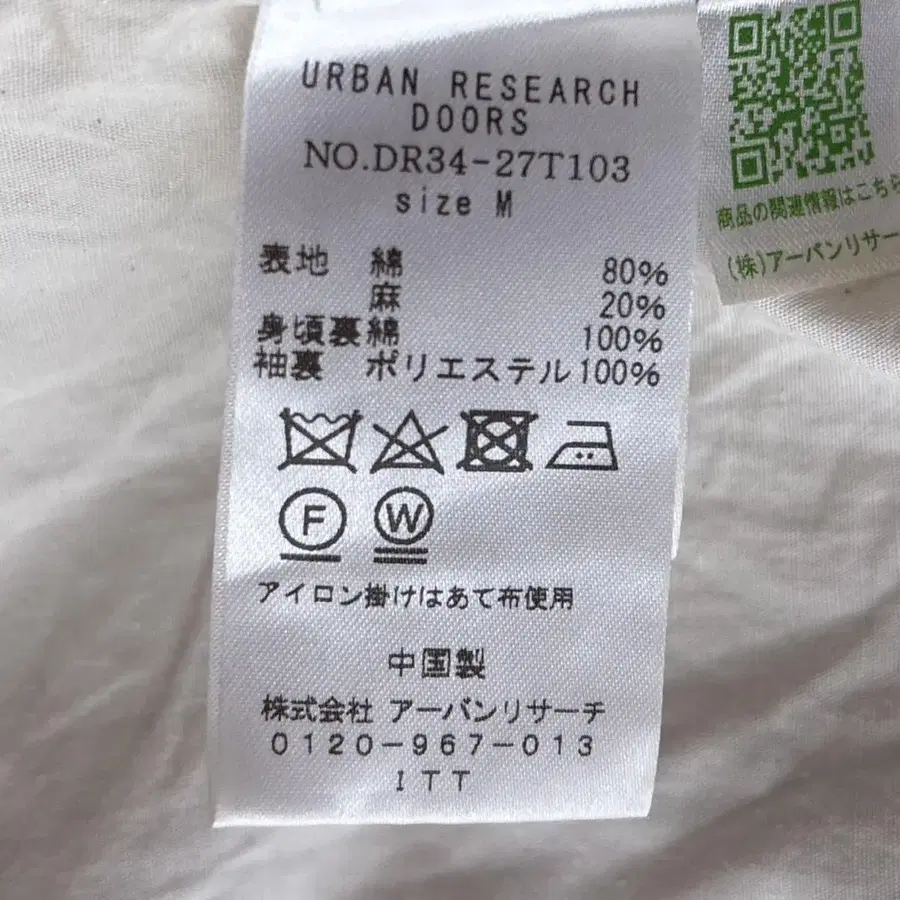 URBAN RESEARCH
DOORS
NO.DR34-27T103
size M
表地 綿 80%
麻 20%
身頃裏綿 100%
袖裏 ポリエステル100%
F W
アイロン掛けはあて布使用
中国製
株式会社 アーバンリサーチ
0120-967-013
ITT
商品の関連情報はこちら
(株)アーバンリサー